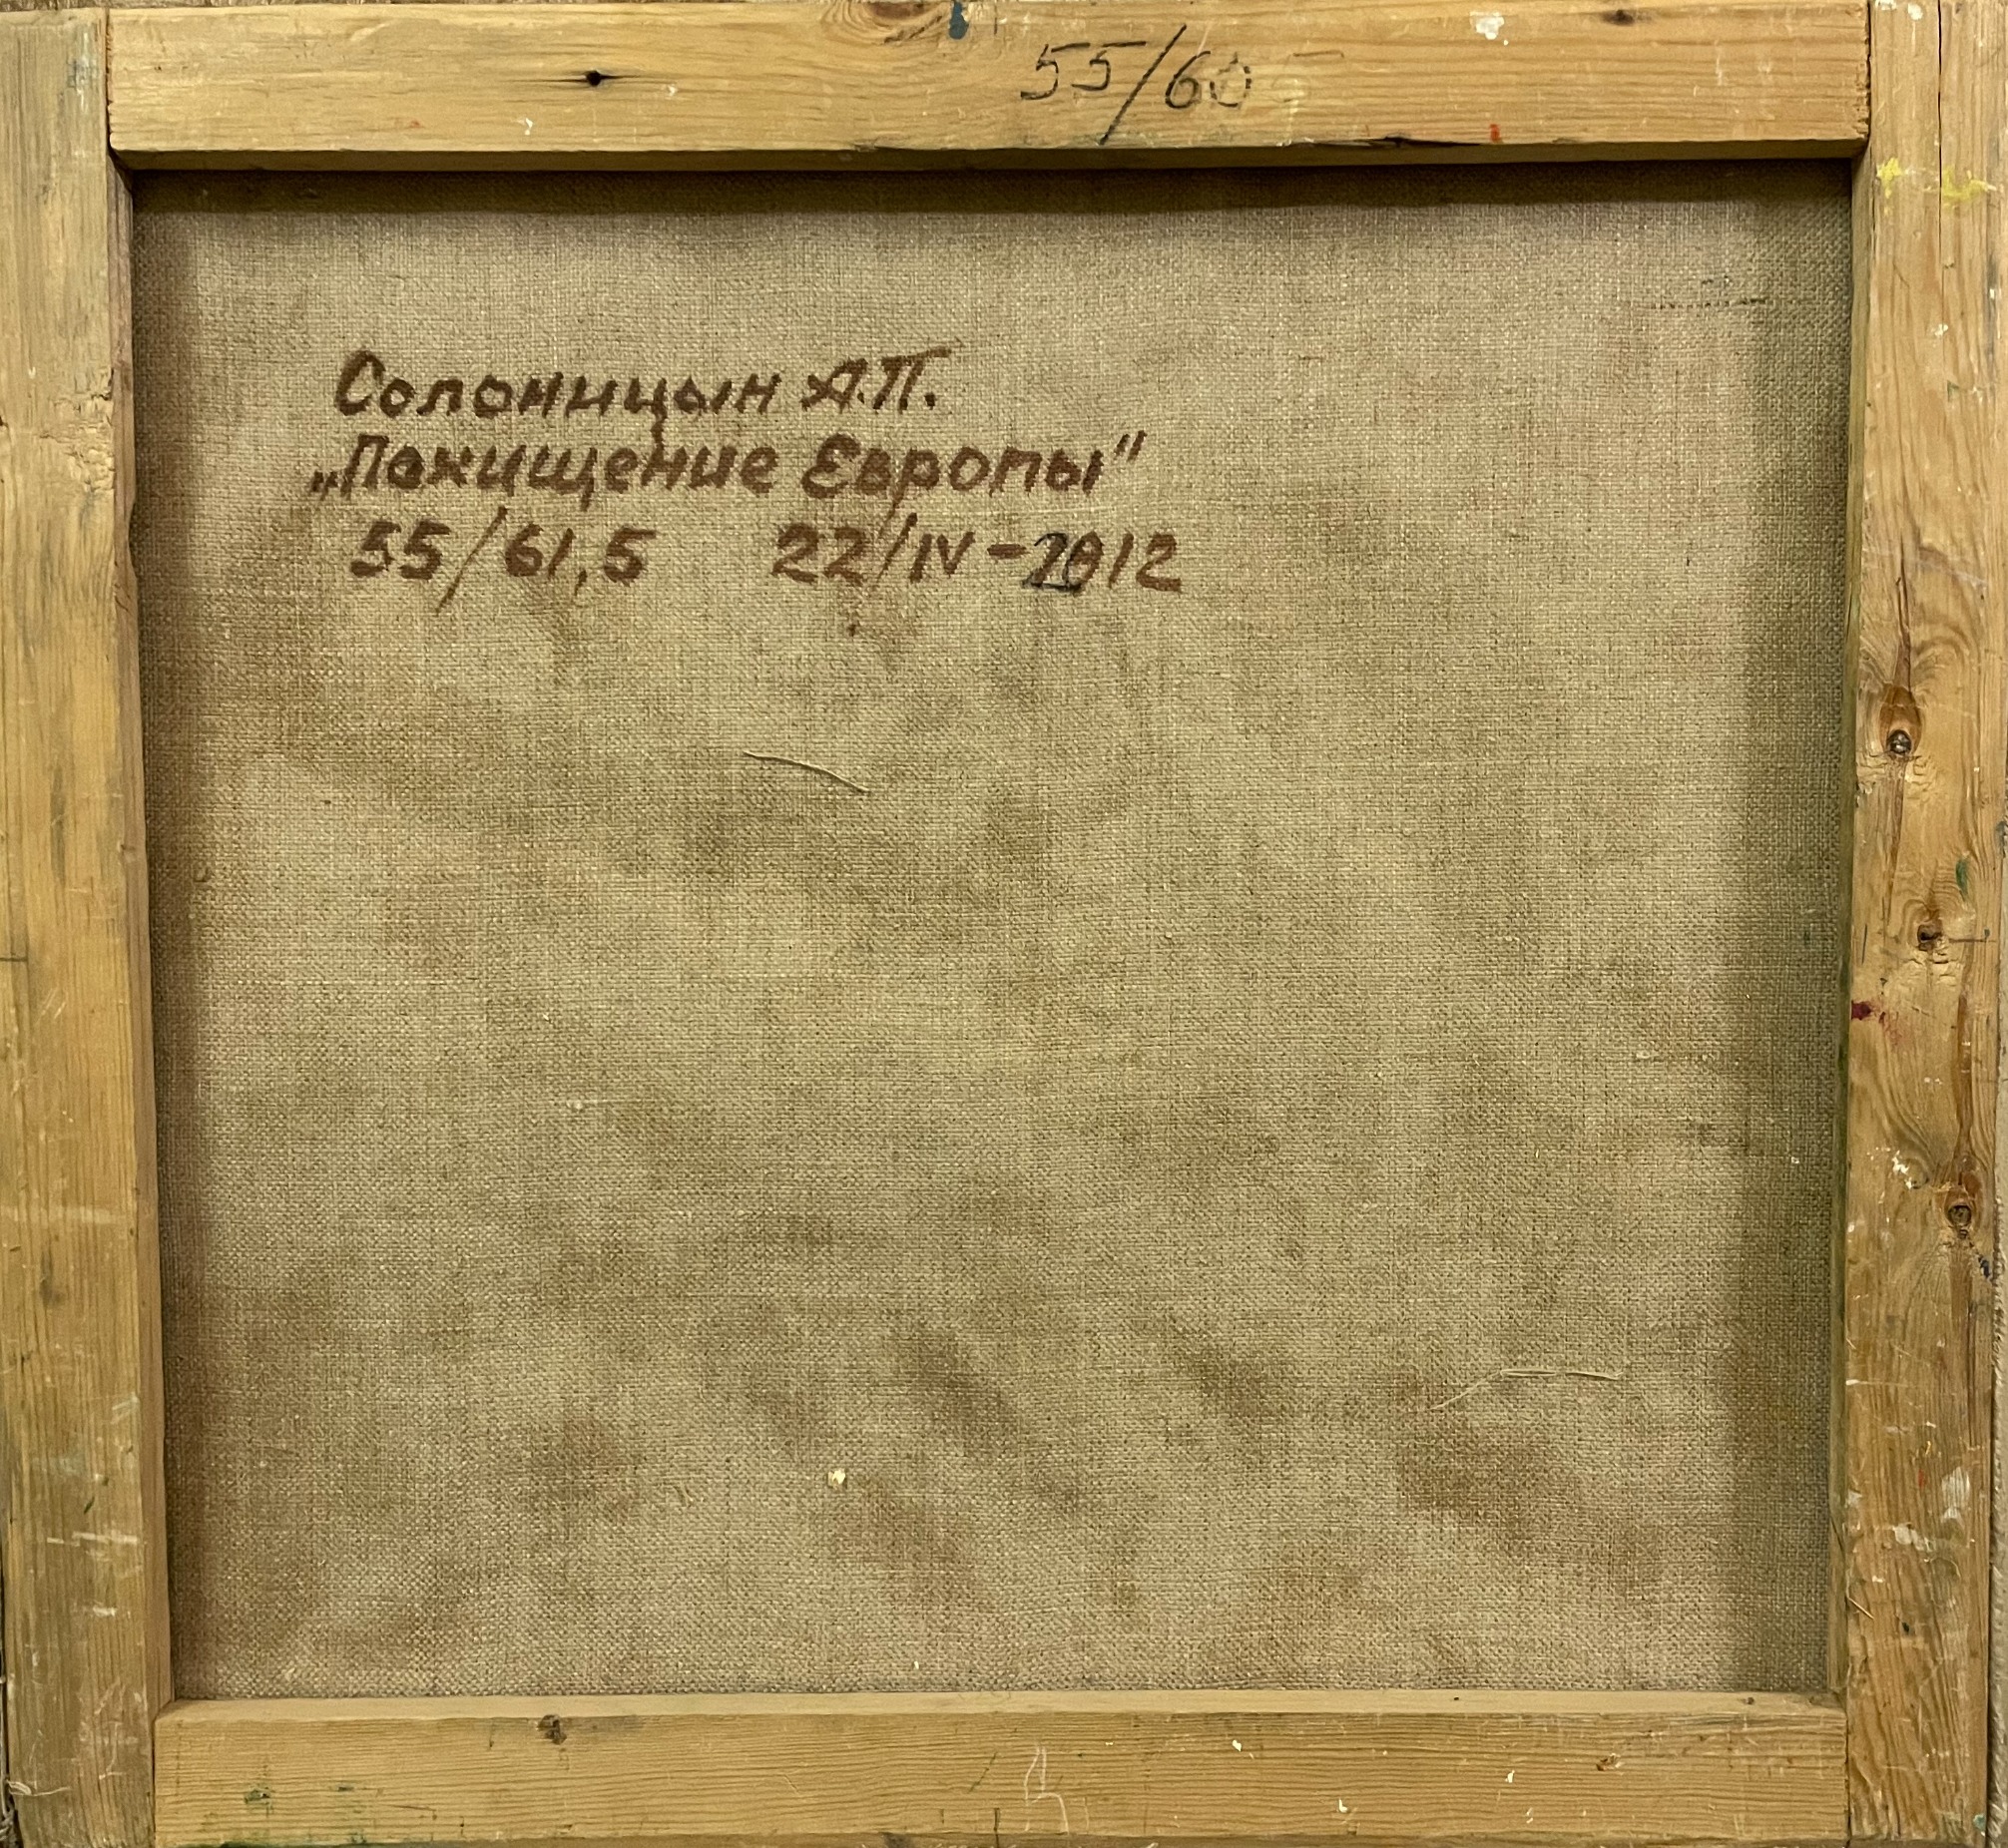 55/60
Солоницын А.П.
„Похищение Европы"
55/61,5 22/IV-2012